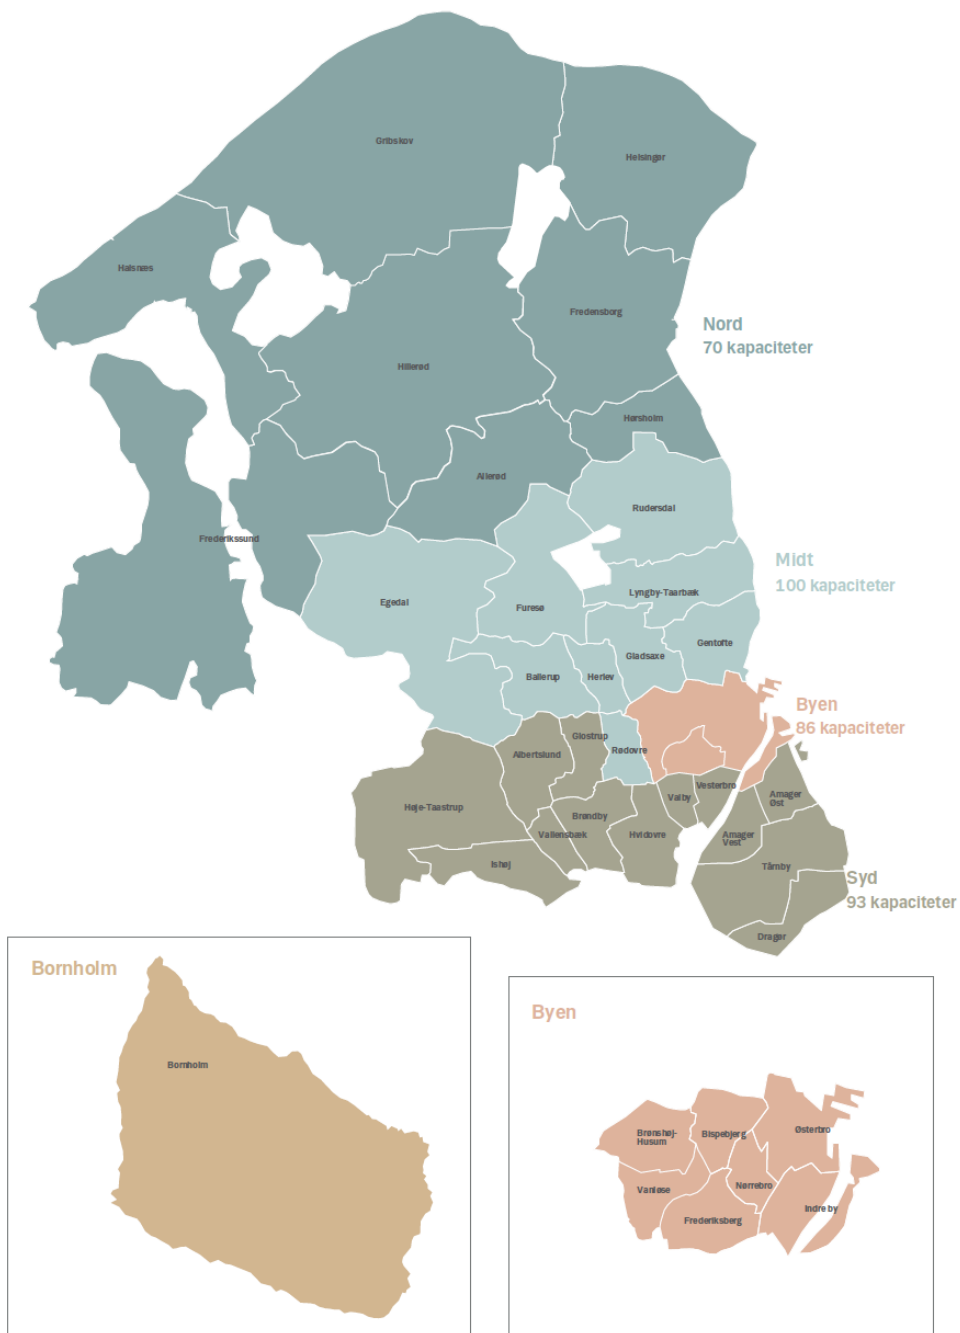 Gribskov
Helsingør
Halsnæs
Fredensborg
Nord
70 kapaciteter
Hillerød
Hørsholm
Allerød
Rudersdal
Frederikssund
Midt
100 kapaciteter
Egedal
Furesø
Lyngby-Taarbæk
Gentofte
Gladsaxe
Ballerup
Herlev
Byen
86 kapaciteter
Glostrup
Albertslund
Rødovre
Vesterbro
Valby
Amager
Øst
Høje-Taastrup
Brøndby
Vallensbæk
Hvidovre
Amager
Vest
Ishøj
Tårnby
Syd
93 kapaciteter
Dragør
Bornholm
Bornholm
Byen
Brønshøj-
Husum
Bispebjerg
Østerbro
Vanløse
Nørrebro
Frederiksberg
Indre by